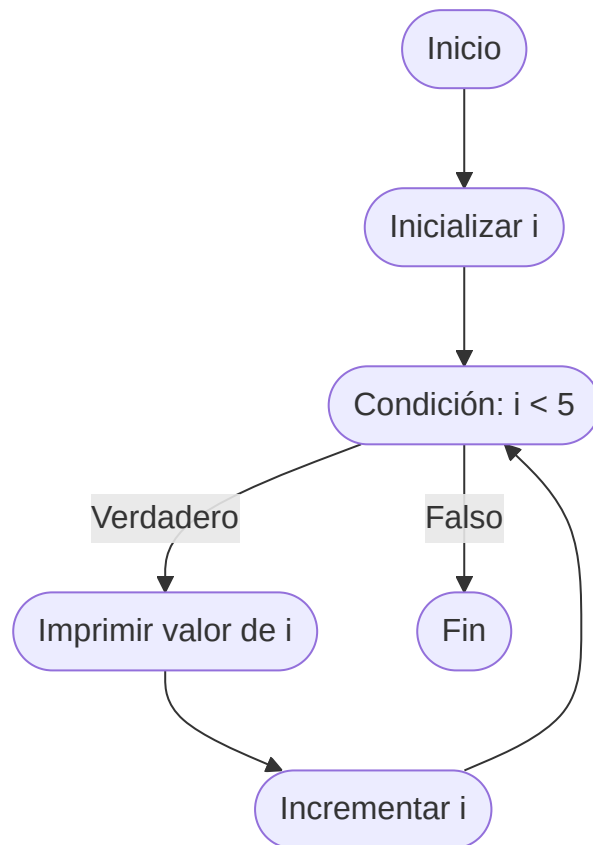 Inicio
Inicializar i
Condición: i < 5
Verdadero
Falso
Imprimir valor de i
Fin
Incrementar i